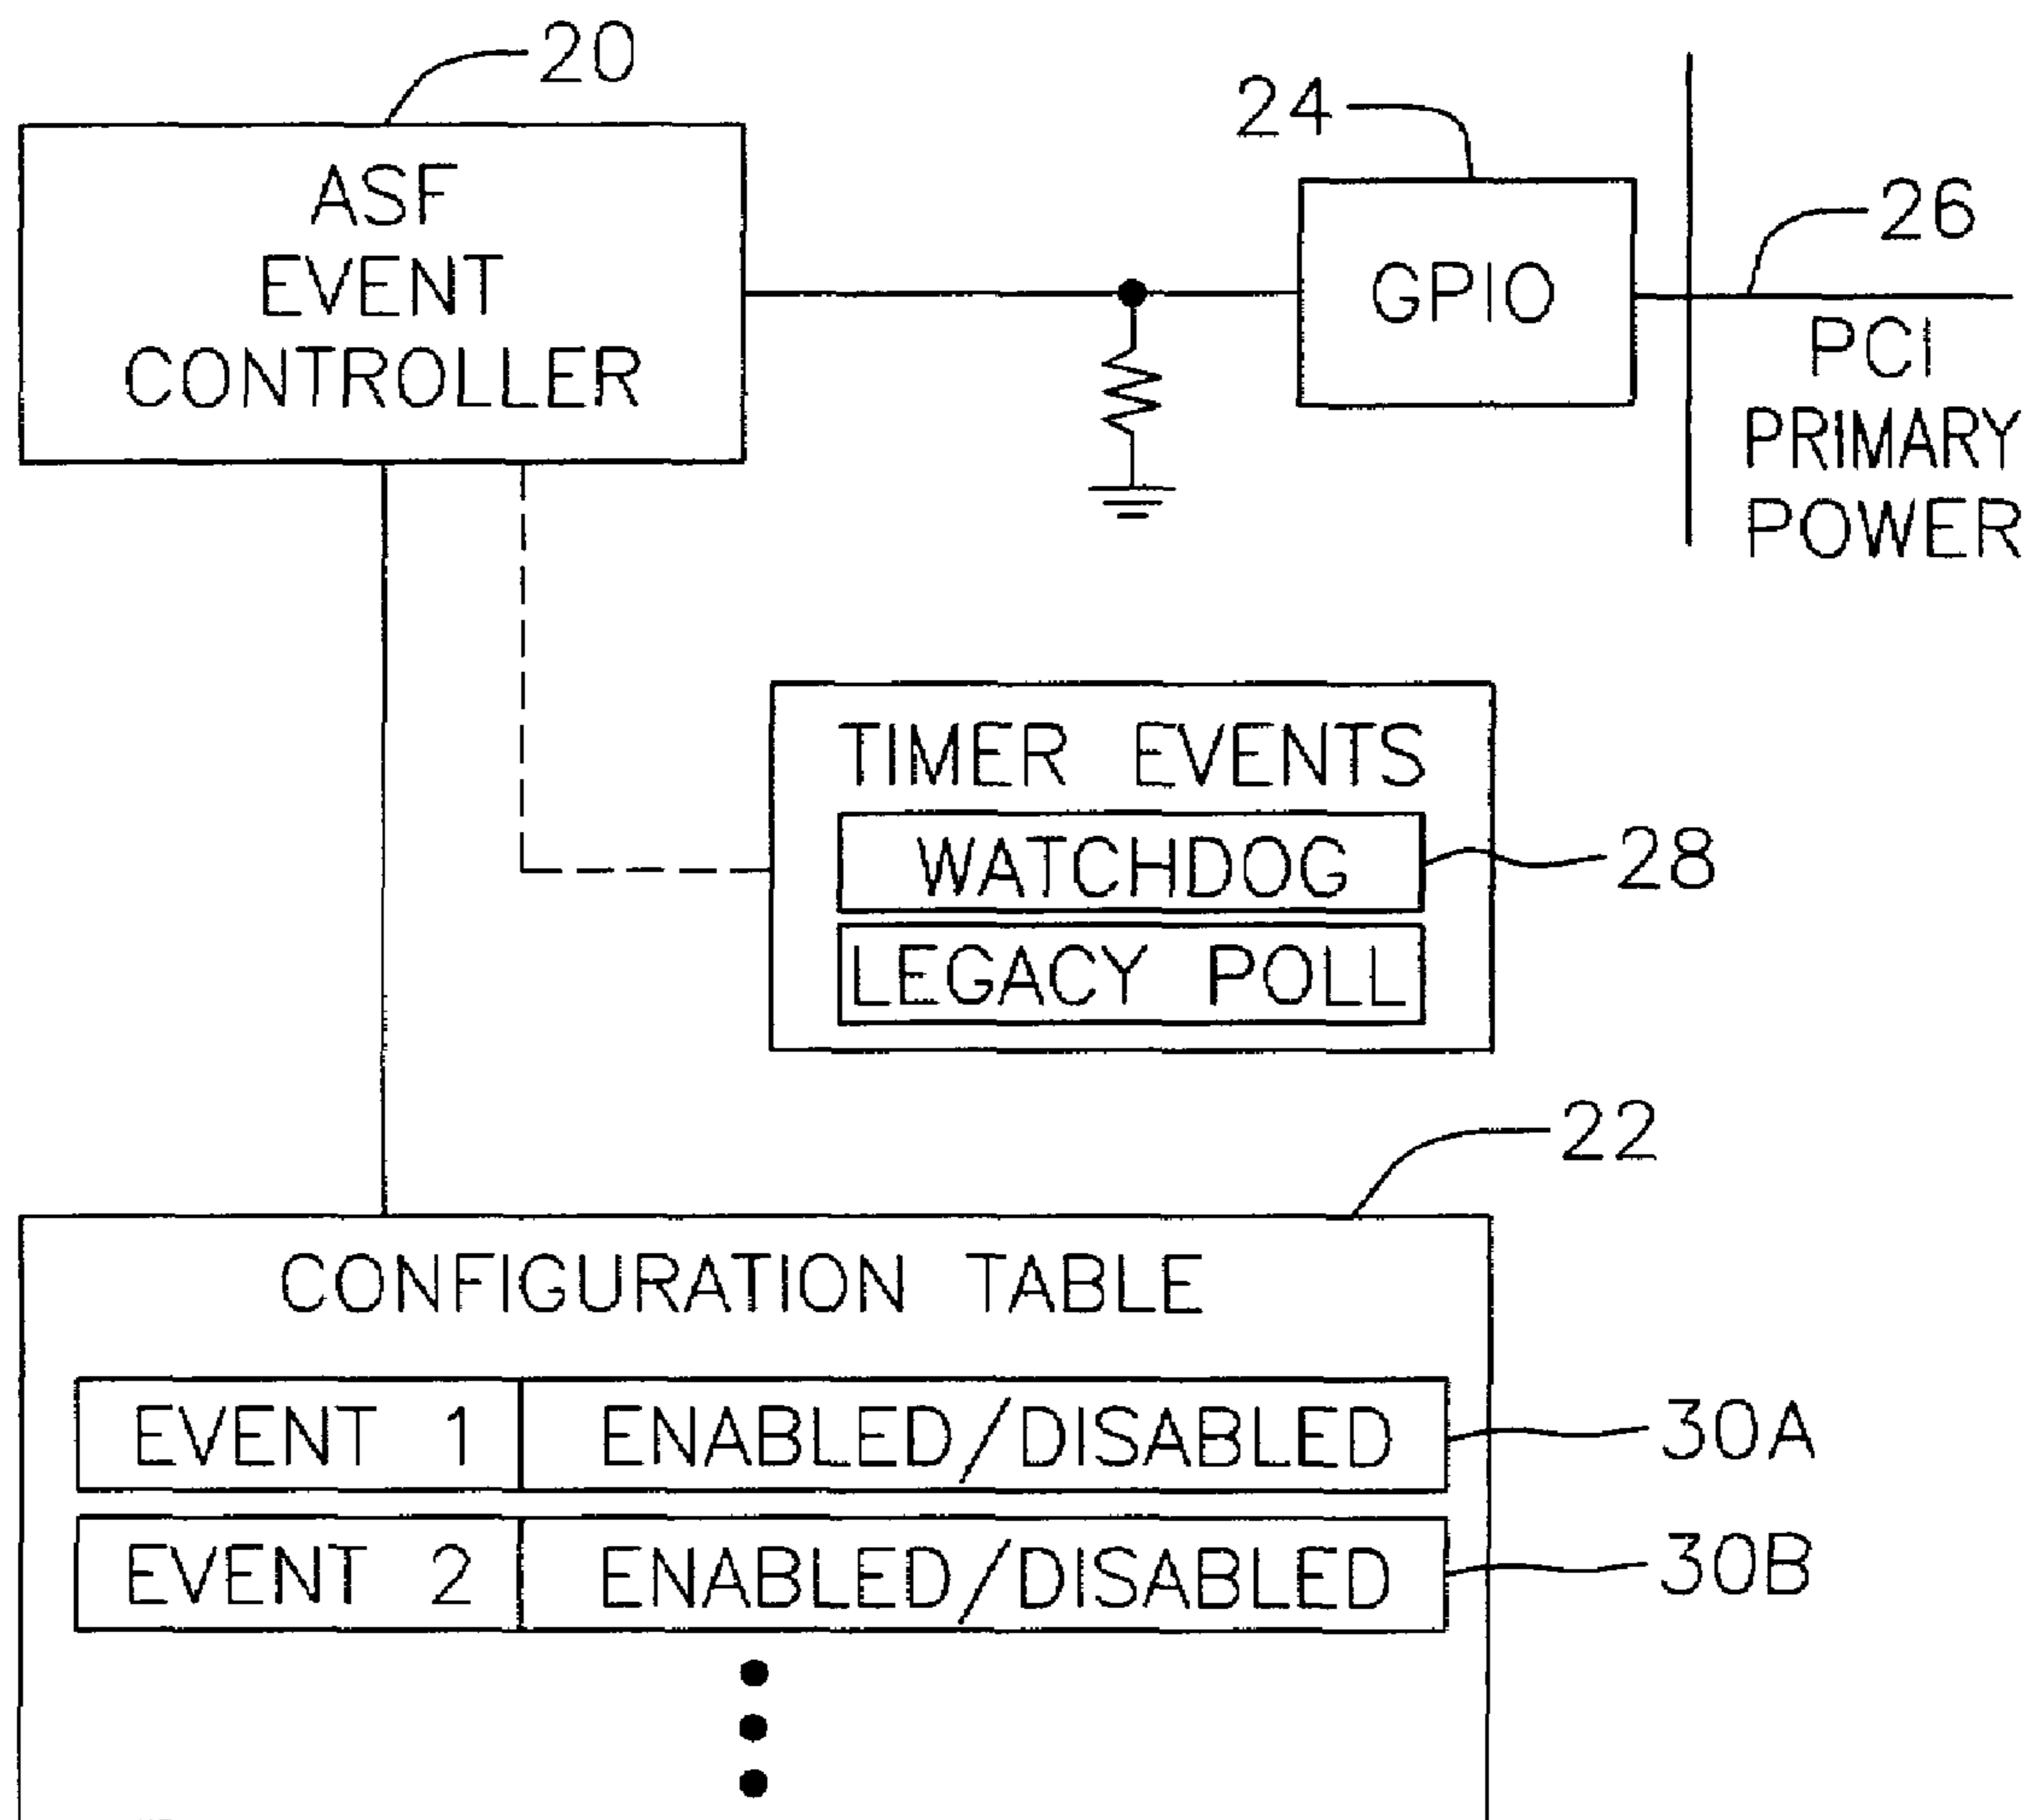 20
ASF
EVENT
CONTROLLER
24
GPIO
26
PCI
PRIMARY
POWER
TIMER EVENTS
WATCHDOG
28
LEGACY POLL
22
CONFIGURATION TABLE
EVENT 1 ENABLED/DISABLED 30A
EVENT 2 ENABLED/DISABLED 30B